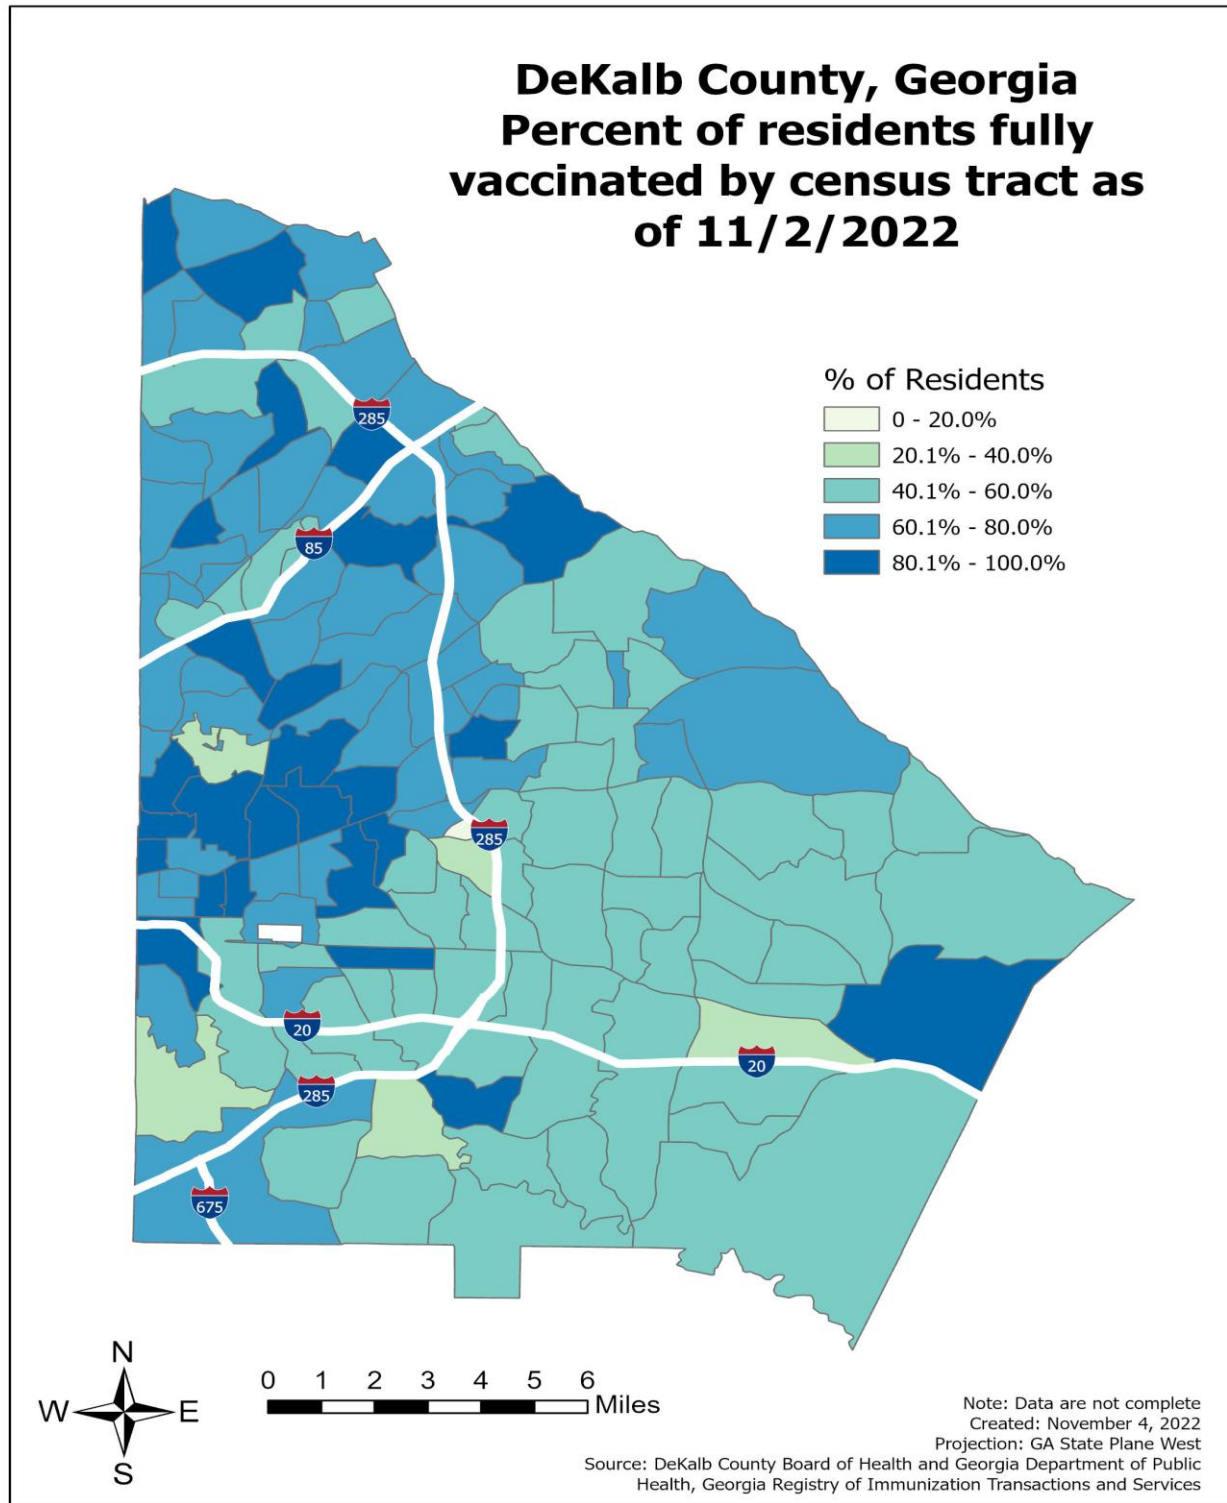 DeKalb County, Georgia
Percent of residents fully
vaccinated by census tract as
of 11/2/2022
% of Residents
0 - 20.0%
20.1% - 40.0%
40.1% - 60.0%
60.1% - 80.0%
80.1% - 100.0%
285
85
285
20
20
285
675
N
W E
S
0 1 2 3 4 5 6
Miles
Note: Data are not complete
Created: November 4, 2022
Projection: GA State Plane West
Source: DeKalb County Board of Health and Georgia Department of Public
Health, Georgia Registry of Immunization Transactions and Services